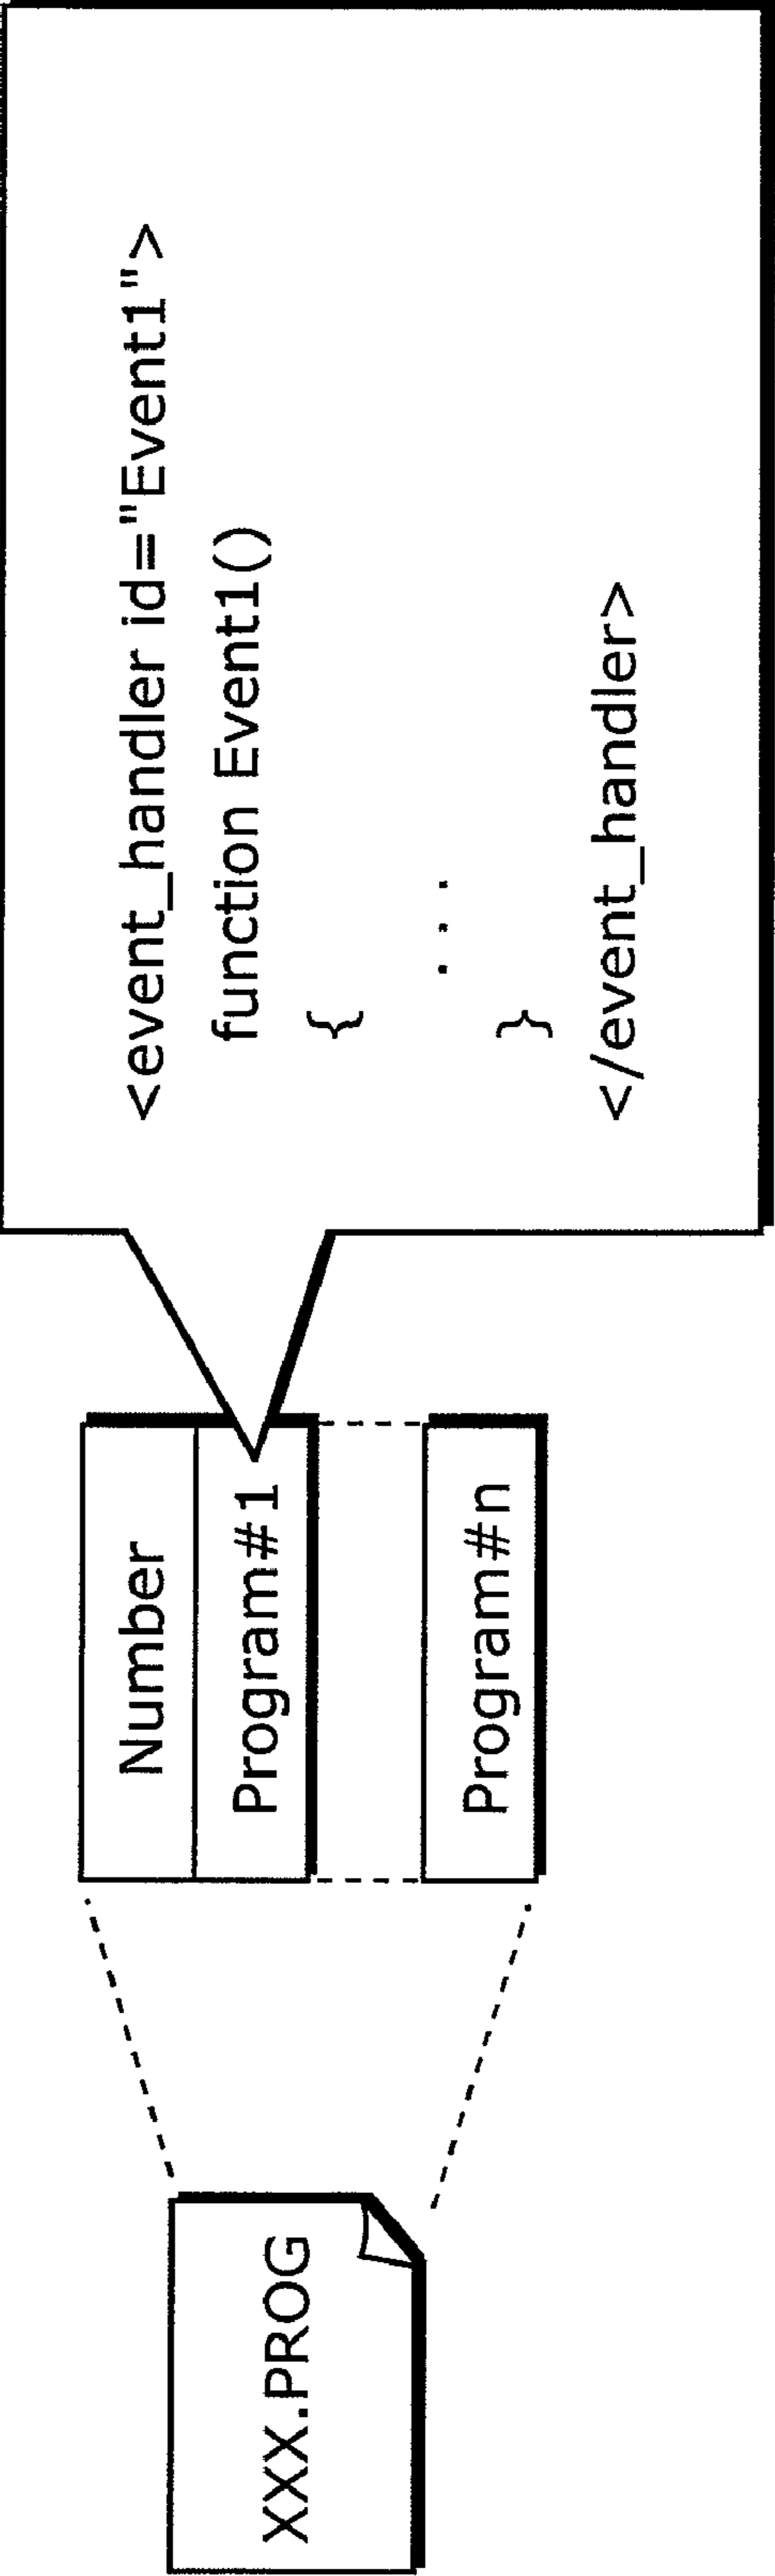 XXX.PROG
Number
Program#1
Program#n
<event_handler id="Event1">
function Event1()
{
...
}
</event_handler>